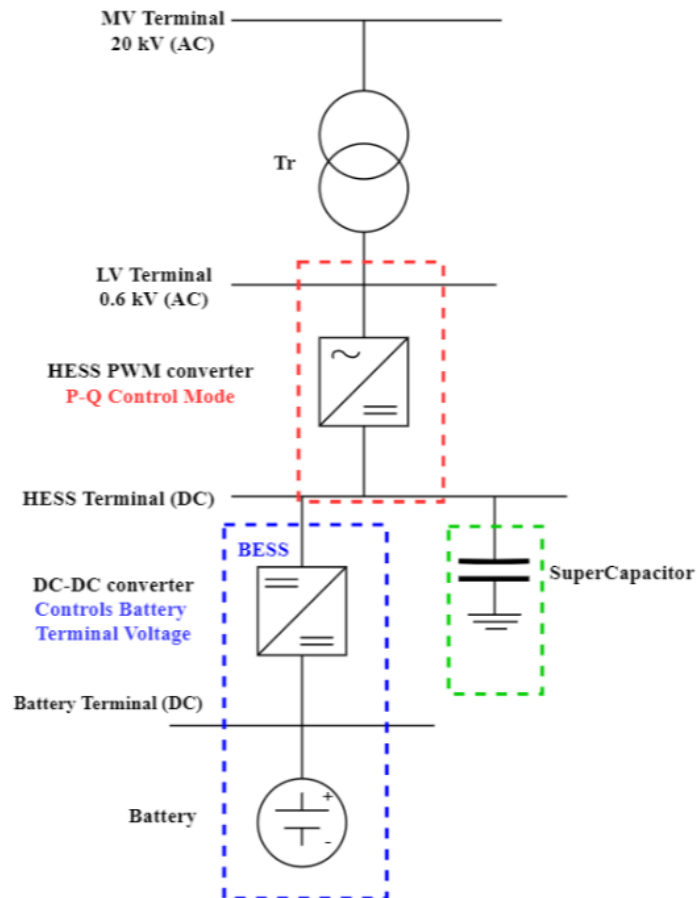 MV Terminal
20 kV (AC)
Tr
LV Terminal
0.6 kV (AC)
HESS PWM converter
P-Q Control Mode
HESS Terminal (DC)
BESS
DC-DC converter
Controls Battery
Terminal Voltage
SuperCapacitor
Battery Terminal (DC)
Battery
+
-